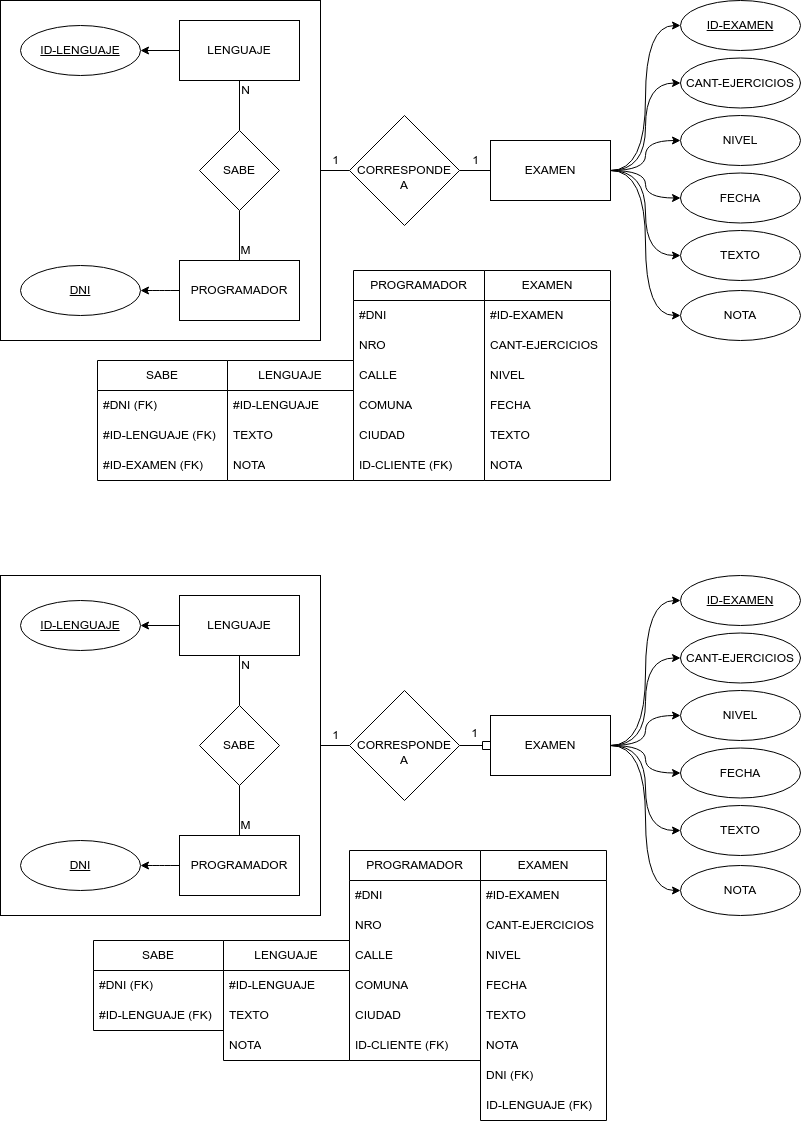 ID-LENGUAJE
LENGUAJE
N
SABE
M
DNI
PROGRAMADOR
1
CORRESPONDE
A
1
EXAMEN
ID-EXAMEN
CANT-EJERCICIOS
NIVEL
FECHA
TEXTO
NOTA
SABE
#DNI (FK)
#ID-LENGUAJE (FK)
#ID-EXAMEN (FK)
LENGUAJE
#ID-LENGUAJE
TEXTO
NOTA
PROGRAMADOR
#DNI
NRO
CALLE
COMUNA
CIUDAD
ID-CLIENTE (FK)
EXAMEN
#ID-EXAMEN
CANT-EJERCICIOS
NIVEL
FECHA
TEXTO
NOTA
ID-LENGUAJE
LENGUAJE
N
SABE
M
DNI
PROGRAMADOR
1
CORRESPONDE
A
1
EXAMEN
ID-EXAMEN
CANT-EJERCICIOS
NIVEL
FECHA
TEXTO
NOTA
SABE
#DNI (FK)
#ID-LENGUAJE (FK)
LENGUAJE
#ID-LENGUAJE
TEXTO
NOTA
PROGRAMADOR
#DNI
NRO
CALLE
COMUNA
CIUDAD
ID-CLIENTE (FK)
EXAMEN
#ID-EXAMEN
CANT-EJERCICIOS
NIVEL
FECHA
TEXTO
NOTA
DNI (FK)
ID-LENGUAJE (FK)